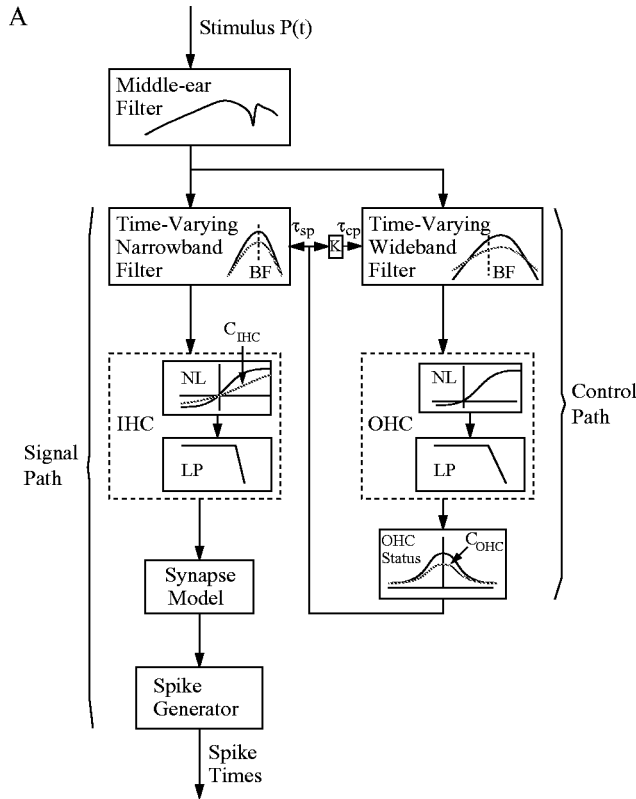 A
Stimulus P(t)
Middle-ear
Filter
Time-Varying
Narrowband
Filter
BF
τsp
K
τcp
Time-Varying
Wideband
Filter
BF
CIHC
NL
IHC
LP
NL
OHC
LP
Signal
Path
Control
Path
OHC
Status
COHC
Synapse
Model
Spike
Generator
Spike
Times